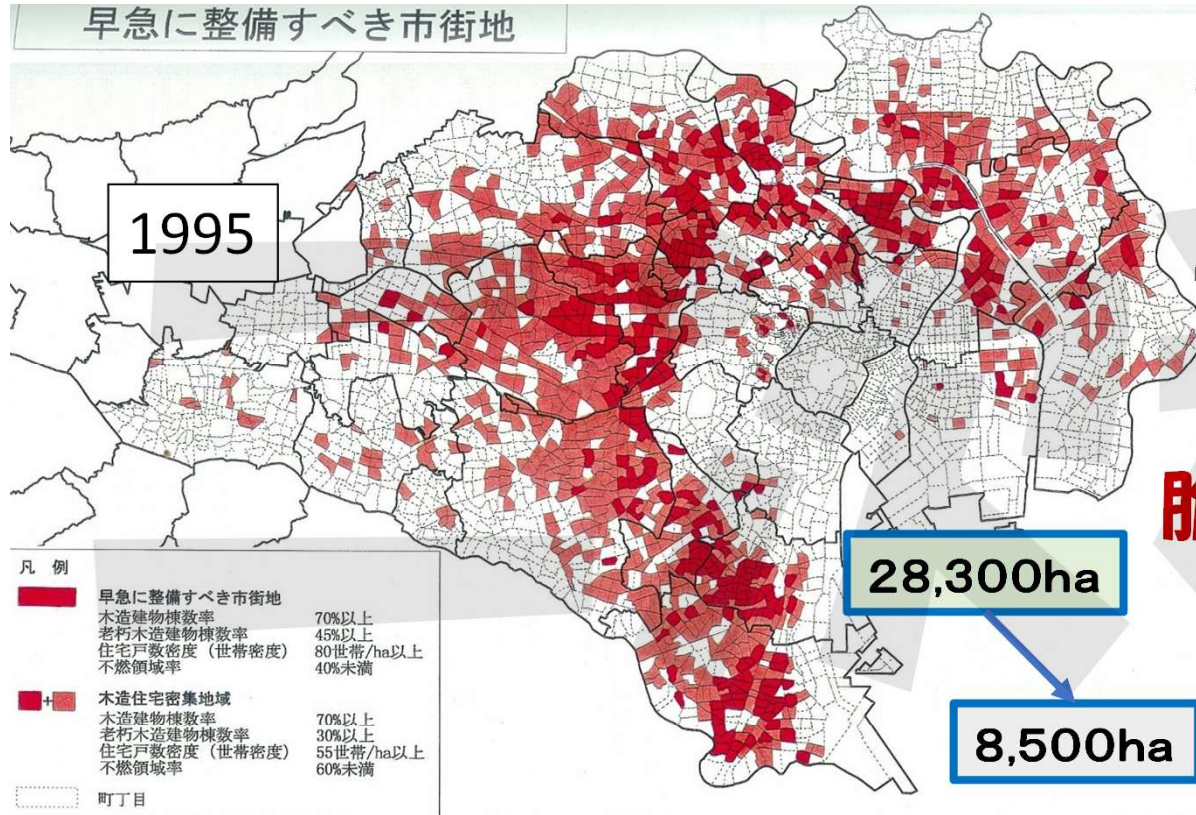 早急に整備すべき市街地
1995
28,300ha
8,500ha
凡 例
早急に整備すべき市街地
木造建物棟数率 70%以上
老朽木造建物棟数率 45%以上
住宅戸数密度（世帯密度） 80世帯/ha以上
不燃領域率 40%未満
+ 木造住宅密集地域
木造建物棟数率 70%以上
老朽木造建物棟数率 30%以上
住宅戸数密度（世帯密度） 55世帯/ha以上
不燃領域率 60%未満
町丁目